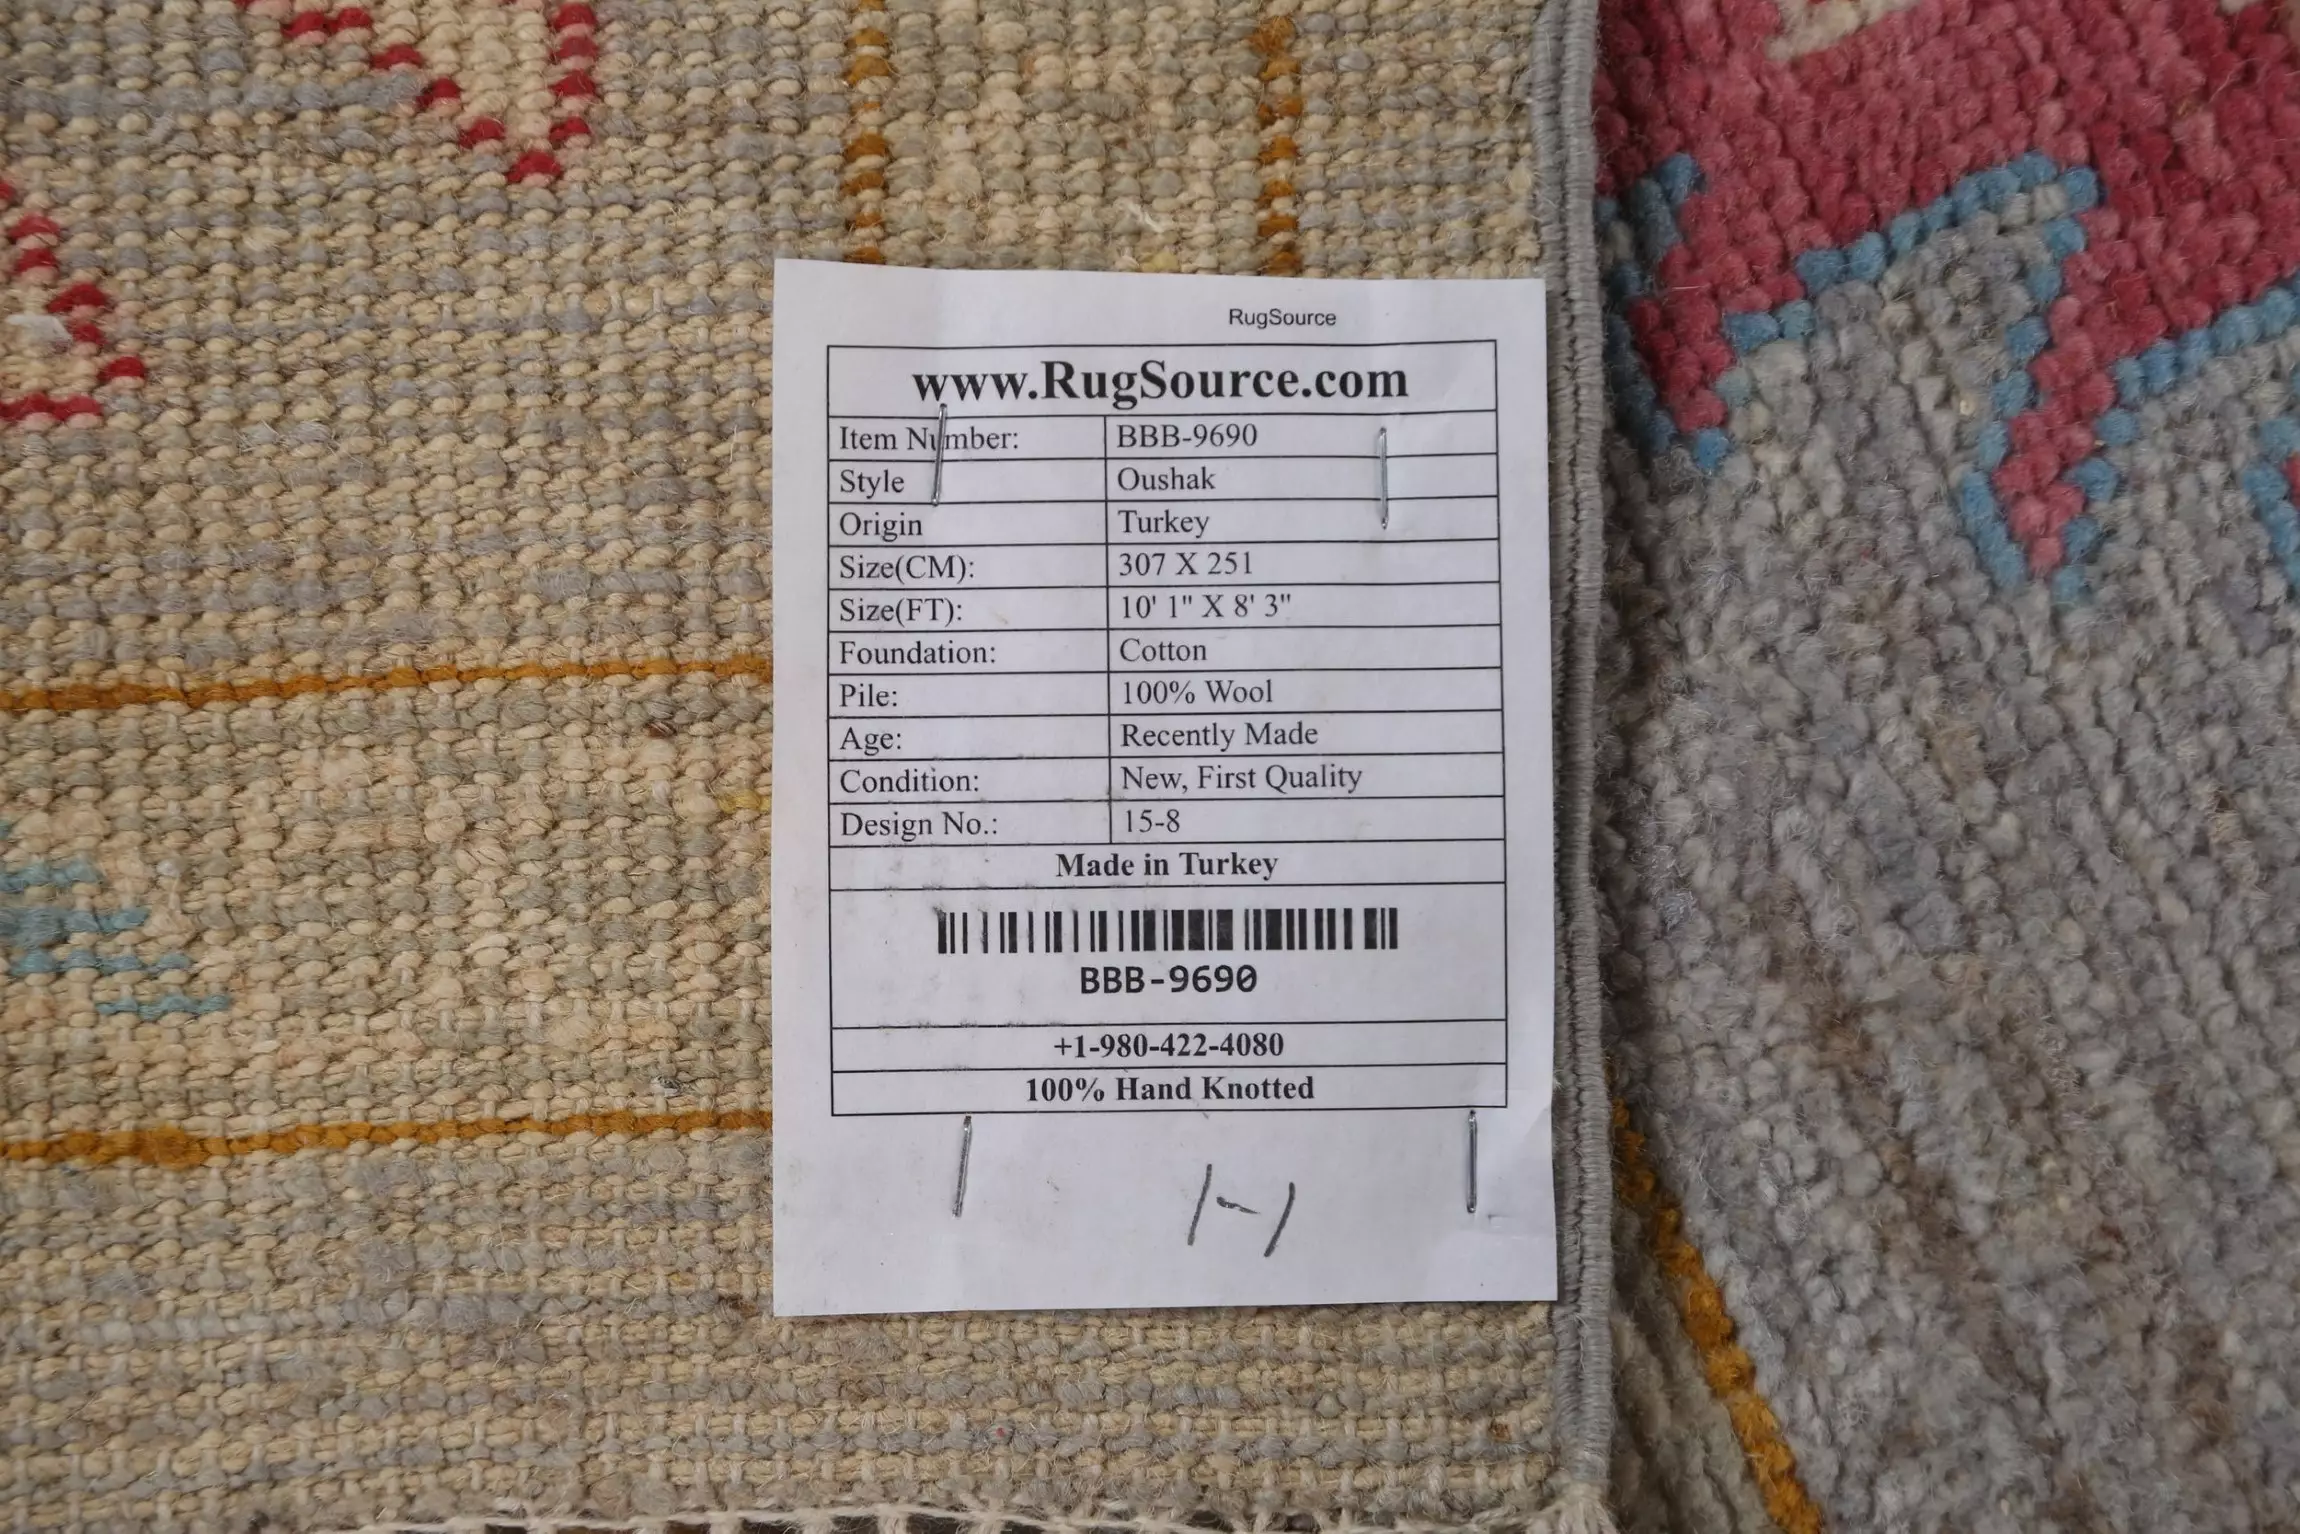 RugSource
www.RugSource.com
Item Number: BBB-9690
Style Oushak
Origin Turkey
Size(CM): 307 X 251
Size(FT): 10' 1" X 8' 3"
Foundation: Cotton
Pile: 100% Wool
Age: Recently Made
Condition: New, First Quality
Design No.: 15-8
Made in Turkey
BBB-9690
+1-980-422-4080
100% Hand Knotted
1-1